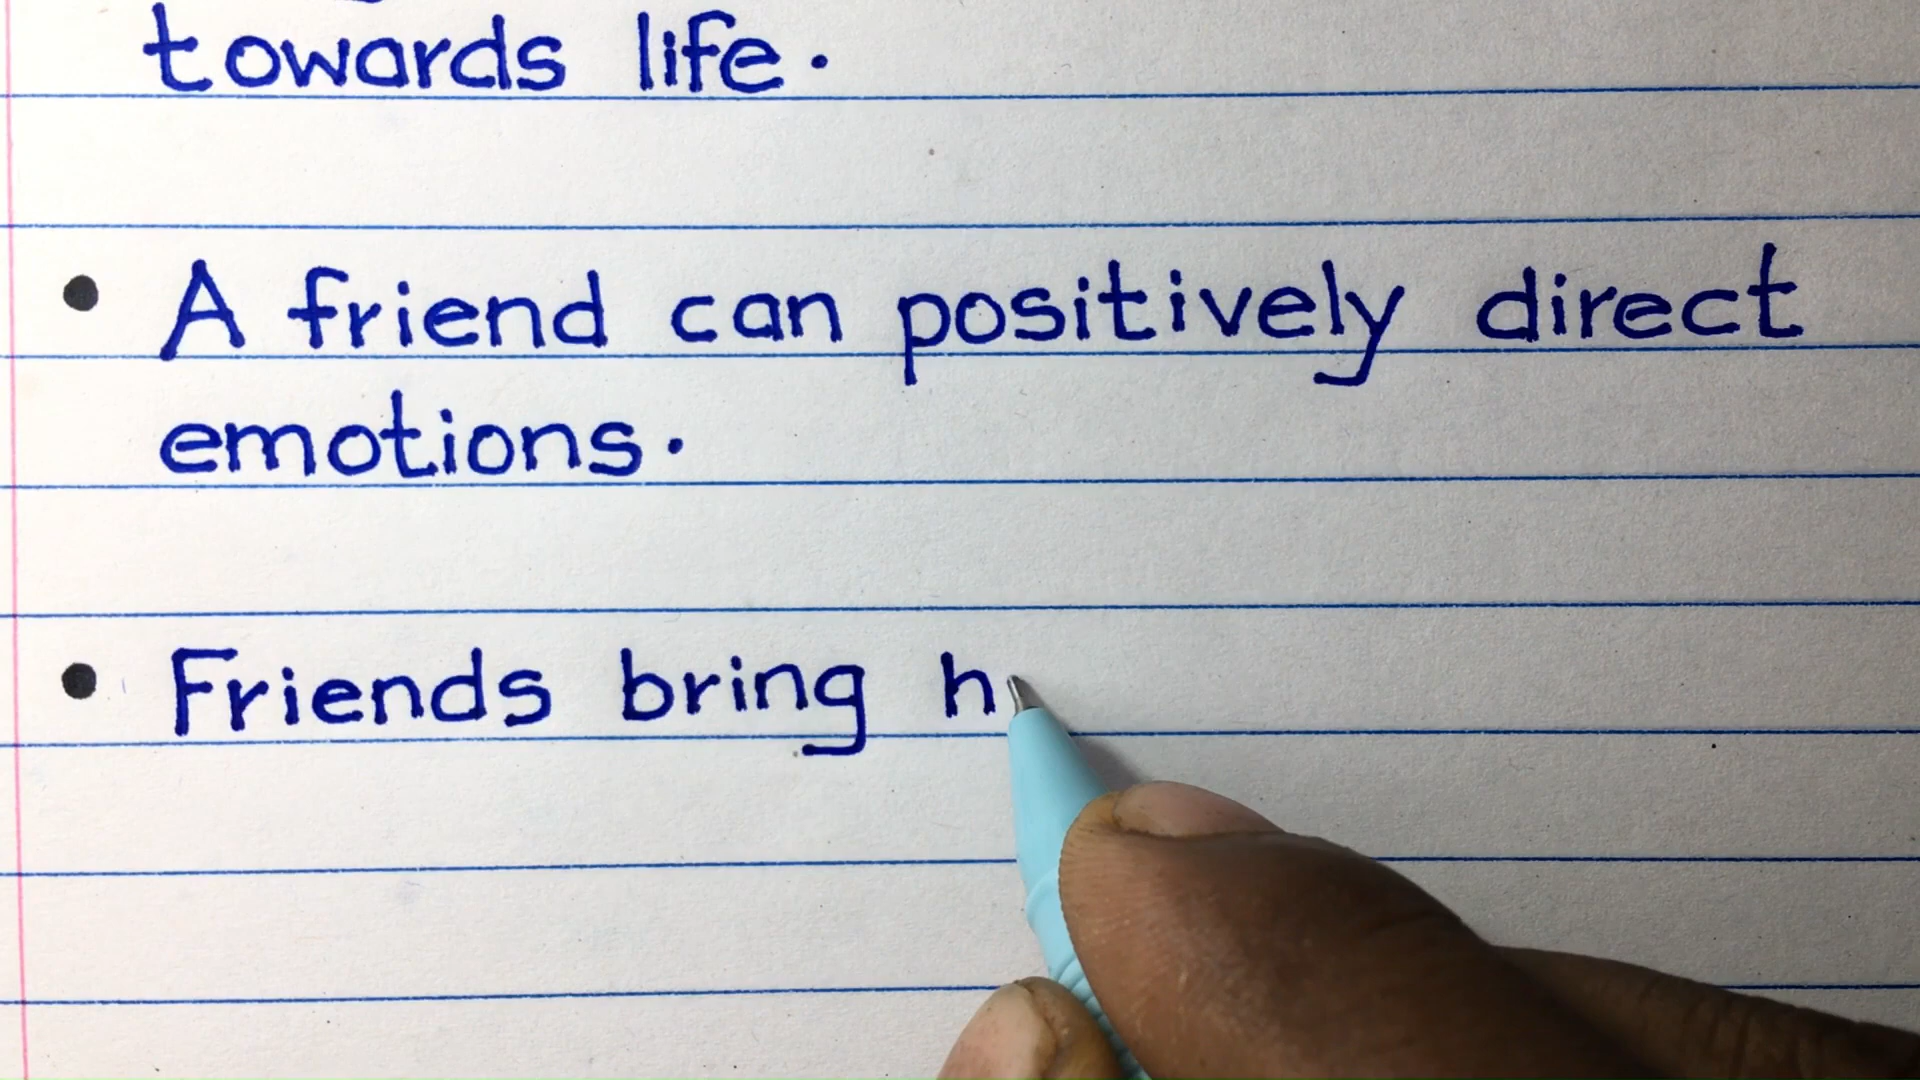 towards life.
• A friend can positively direct
emotions.
• Friends bring h